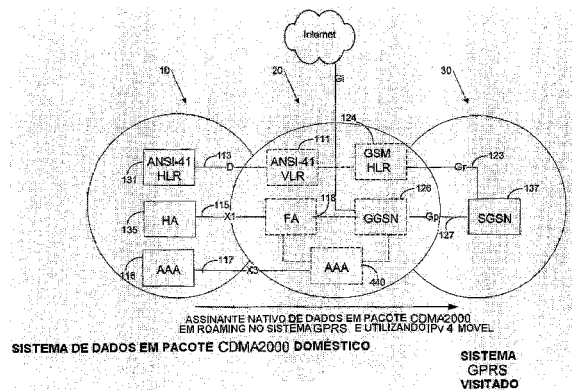 Internet
10
20
30
Gi
124
111
123
ANSI-41
HLR
113
D
ANSI-41
VLR
GSM
HLR
Gr
131
118
126
137
HA
115
X1
FA
GGSN
Gp
SGSN
135
127
AAA
117
X3
AAA
116
440
ASSINANTE NATIVO DE DADOS EM PACOTE CDMA2000
EM ROAMING NO SISTEMA GPRS E UTILIZANDO IPv 4 MOVEL
SISTEMA DE DADOS EM PACOTE CDMA2000 DOMÉSTICO
SISTEMA
GPRS
VISITADO